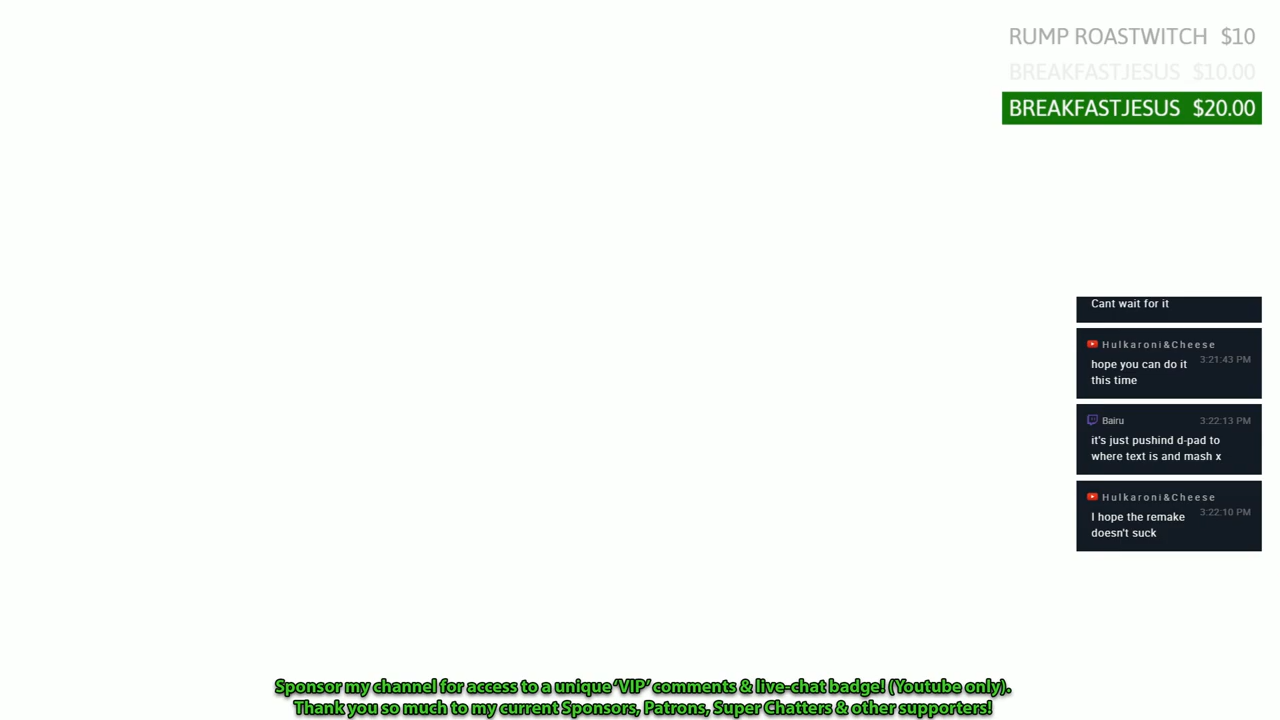 RUMP ROASTWITCH $10
BREAKFASTJESUS $10.00
BREAKFASTJESUS $20.00
Cant wait for it
Hulkaroni&Cheese
3:21:43 PM
hope you can do it
this time
Bairu 3:22:13 PM
it's just pushind d-pad to
where text is and mash x
Hulkaroni&Cheese
3:22:10 PM
I hope the remake
doesn't suck
Sponsor my channel for access to a unique 'VIP' comments & live-chat badge! (Youtube only).
Thank you so much to my current Sponsors, Patrons, Super Chatters & other supporters!